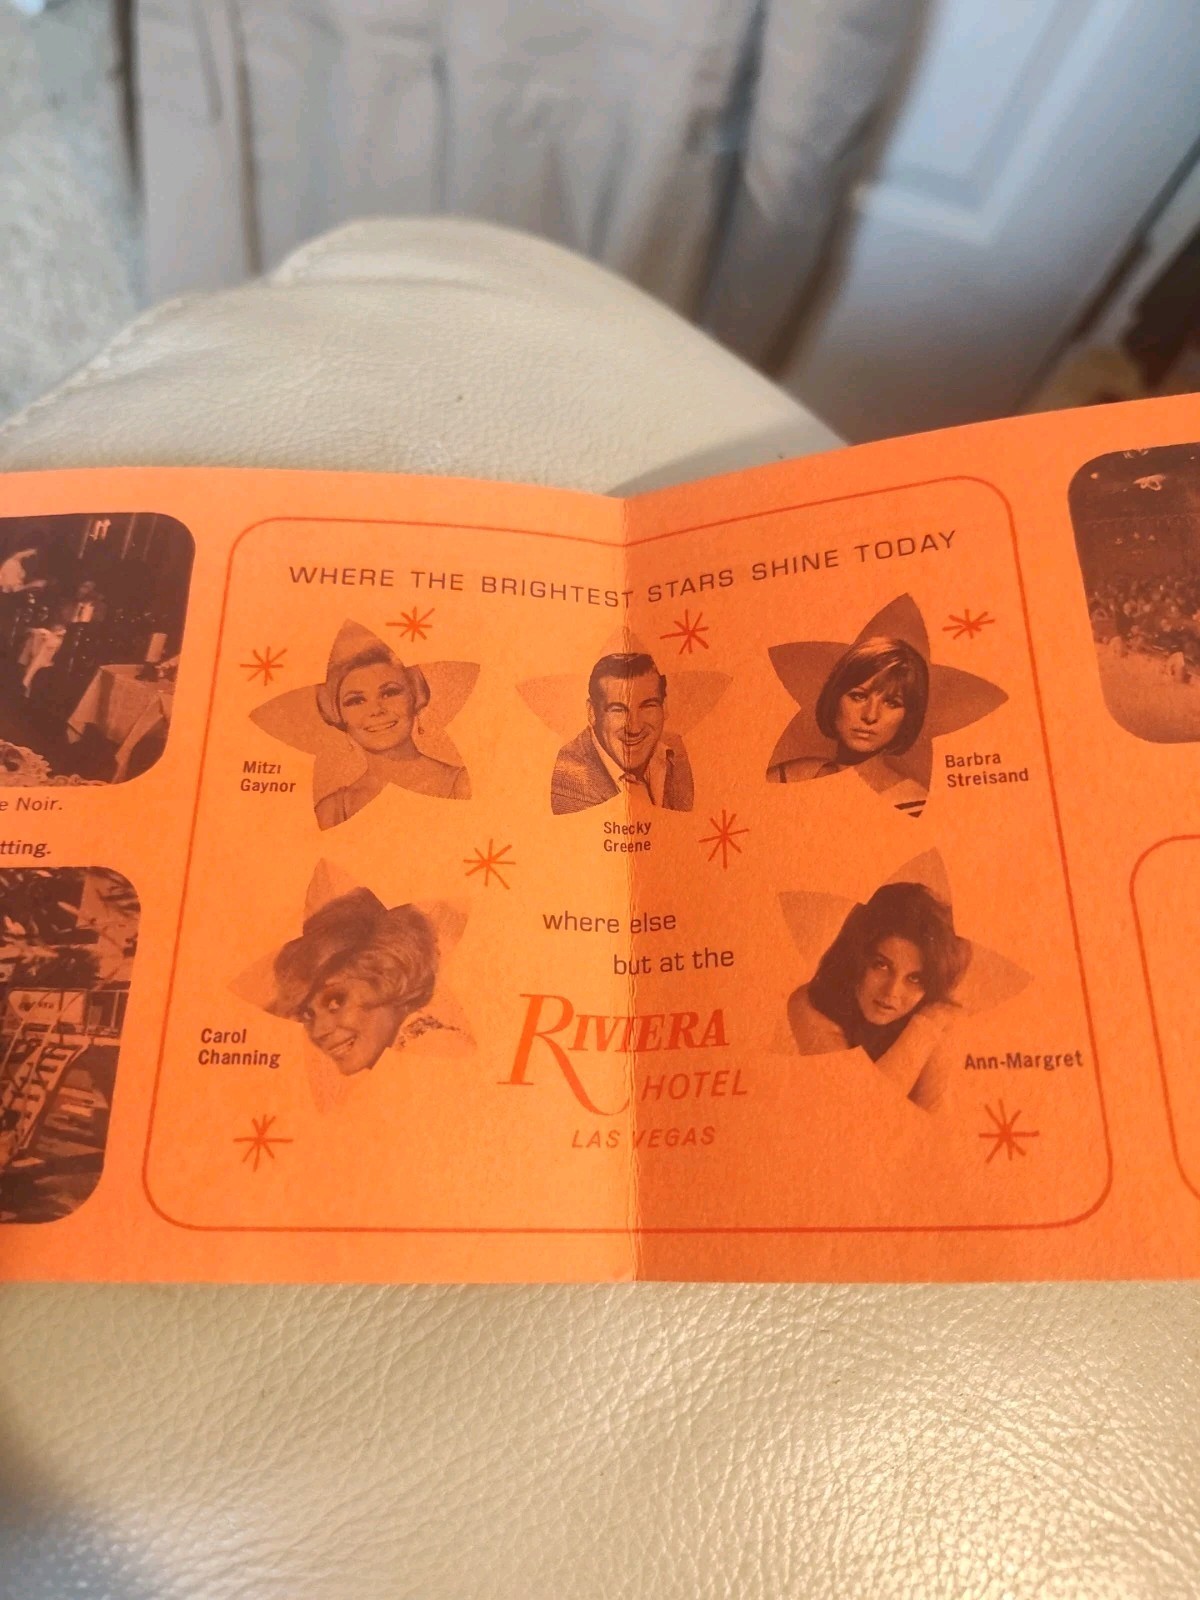 WHERE THE BRIGHTEST STARS SHINE TODAY
Mitzi
Gaynor
Shecky
Greene
Barbra
Streisand
e Noir.
tting.
where else
but at the
RIVIERA
HOTEL
LAS VEGAS
Carol
Channing
Ann-Margret